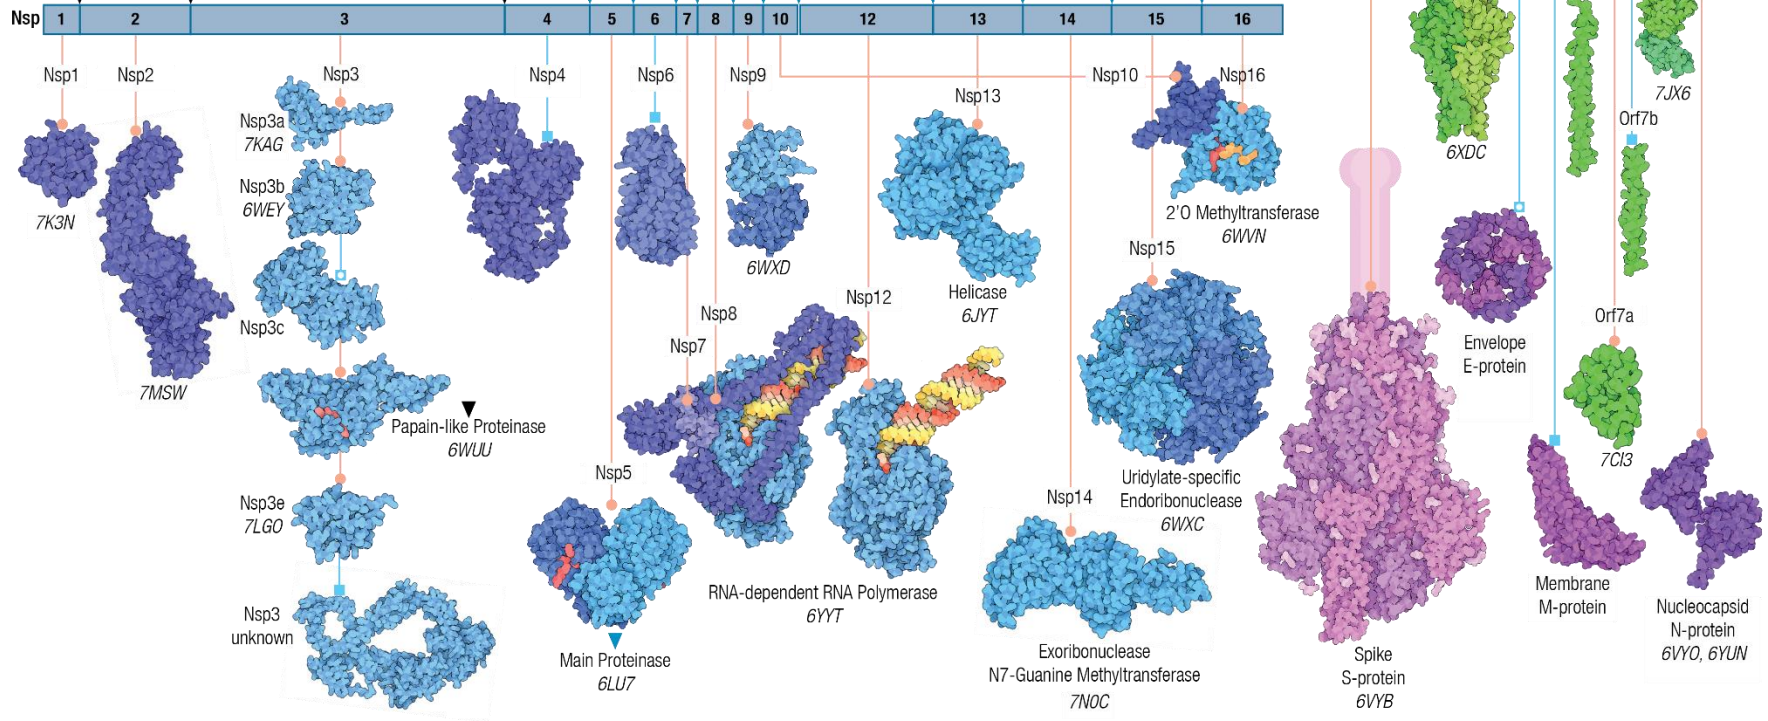 Nsp 1 2 3 4 5 6 7 8 9 10 12 13 14 15 16
Nsp1
Nsp2
Nsp3
Nsp4
Nsp6
Nsp9
Nsp10
Nsp16
Nsp13
7JX6
Orf7b
6XDC
Nsp3a
7KAG
Nsp3b
6WEY
7K3N
2'O Methyltransferase
6WVN
Nsp15
6WXD
Helicase
6JYT
Nsp12
Nsp8
Nsp7
Nsp3c
Orf7a
Envelope
E-protein
7MSW
Papain-like Proteinase
6WUU
7CI3
Nsp5
Uridylate-specific
Endoribonuclease
6WXC
Nsp14
Nsp3e
7LGO
RNA-dependent RNA Polymerase
6YYT
Membrane
M-protein
Nucleocapsid
N-protein
6VYO, 6YUN
Nsp3
unknown
Main Proteinase
6LU7
Exoribonuclease
N7-Guanine Methyltransferase
7N0C
Spike
S-protein
6VYB